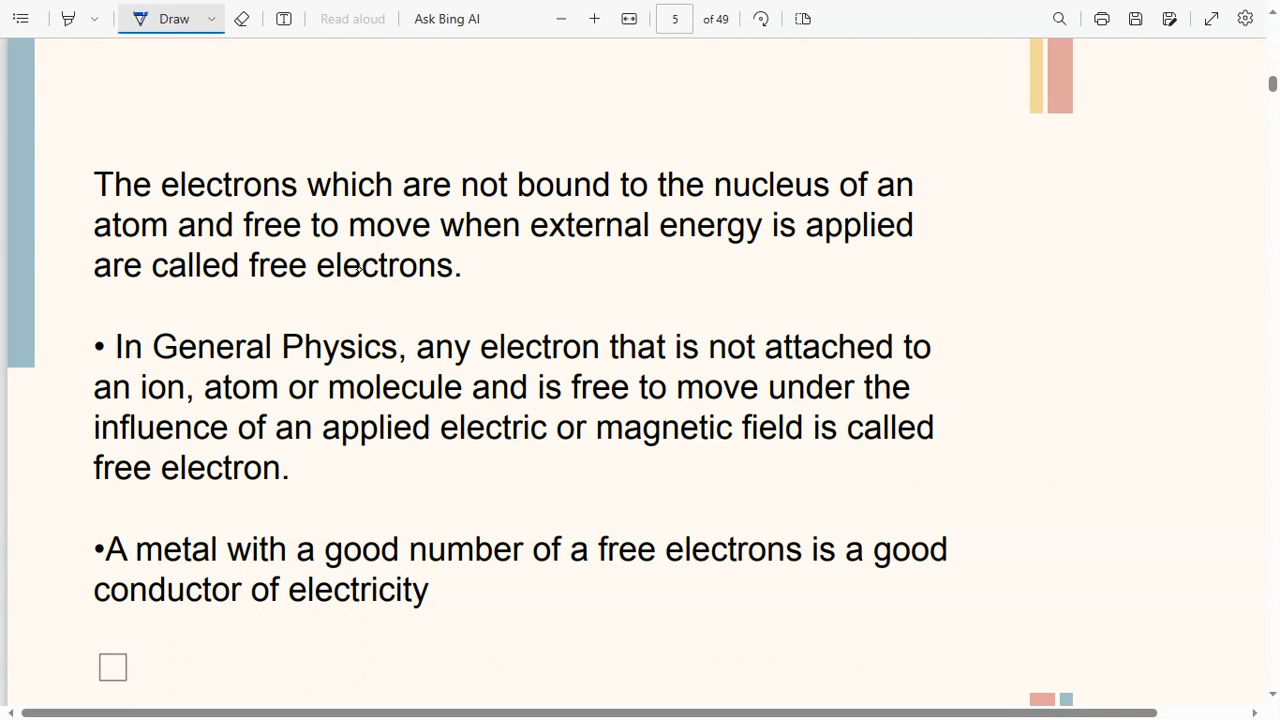 Draw
Read aloud
Ask Bing AI
5 of 49
The electrons which are not bound to the nucleus of an
atom and free to move when external energy is applied
are called free electrons.
• In General Physics, any electron that is not attached to
an ion, atom or molecule and is free to move under the
influence of an applied electric or magnetic field is called
free electron.
•A metal with a good number of a free electrons is a good
conductor of electricity